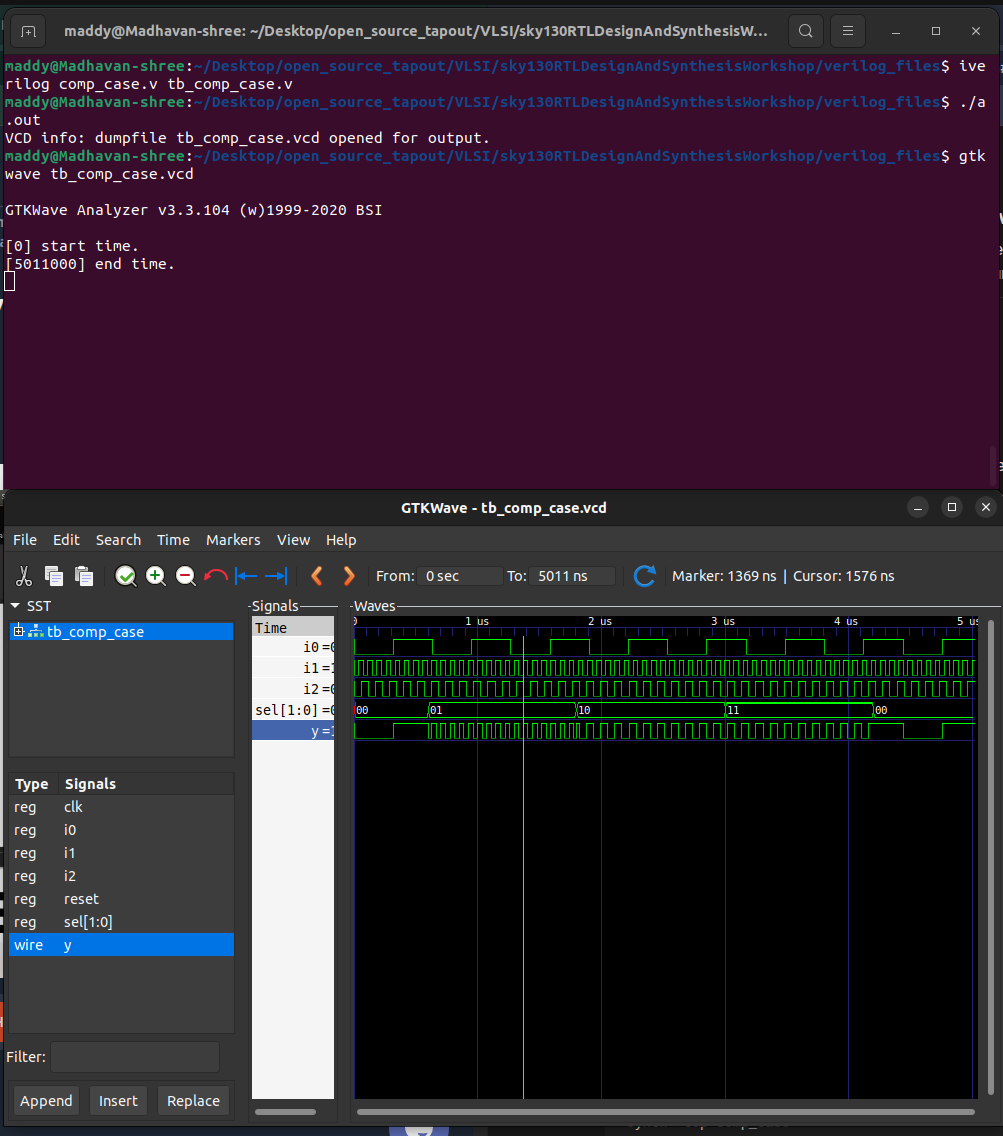 maddy@Madhavan-shree: ~/Desktop/open_source_tapout/VLSI/sky130RTLDesignAndSynthesisW...
maddy@Madhavan-shree:~/Desktop/open_source_tapout/VLSI/sky130RTLDesignAndSynthesisWorkshop/verilog_files$ ive
rilog comp_case.v tb_comp_case.v
maddy@Madhavan-shree:~/Desktop/open_source_tapout/VLSI/sky130RTLDesignAndSynthesisWorkshop/verilog_files$ ./a
.out
VCD info: dumpfile tb_comp_case.vcd opened for output.
maddy@Madhavan-shree:~/Desktop/open_source_tapout/VLSI/sky130RTLDesignAndSynthesisWorkshop/verilog_files$ gtk
wave tb_comp_case.vcd
GTKWave Analyzer v3.3.104 (w)1999-2020 BSI
[0] start time.
[5011000] end time.
GTKWave - tb_comp_case.vcd
File Edit Search Time Markers View Help
From: 0 sec To: 5011 ns Marker: 1369 ns | Cursor: 1576 ns
SST
tb_comp_case
Type Signals
reg clk
reg i0
reg i1
reg i2
reg reset
reg sel[1:0]
wire y
Filter:
Append Insert Replace
Signals
Time
i0 =0
i1 =1
i2 =0
sel[1:0] =0
y =1
Waves
0 1 us 2 us 3 us 4 us 5 us
00 01 10 11 00